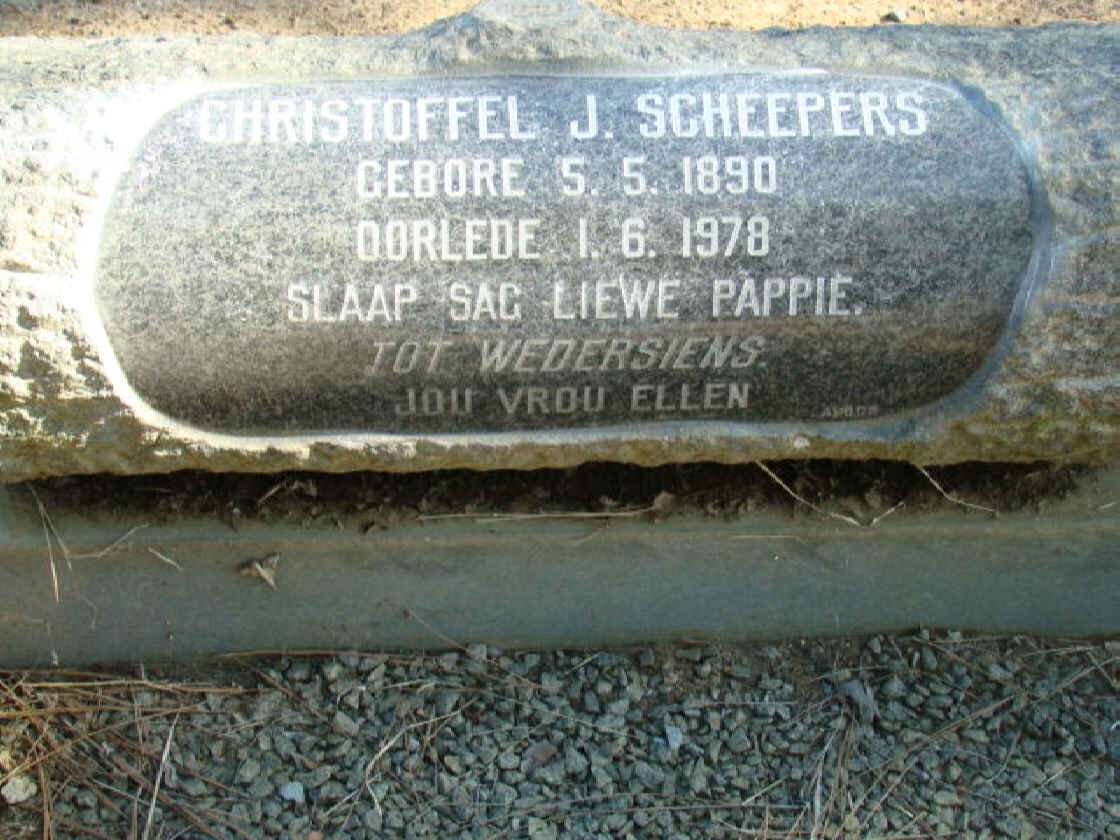 CHRISTOFFEL J. SCHEEPERS
GEBORE 5. 5. 1890
OORLEDE 1. 6. 1978
SLAAP SAG LIEWE PAPPIE.
TOT WEDERSIENS.
JOU VROU ELLEN